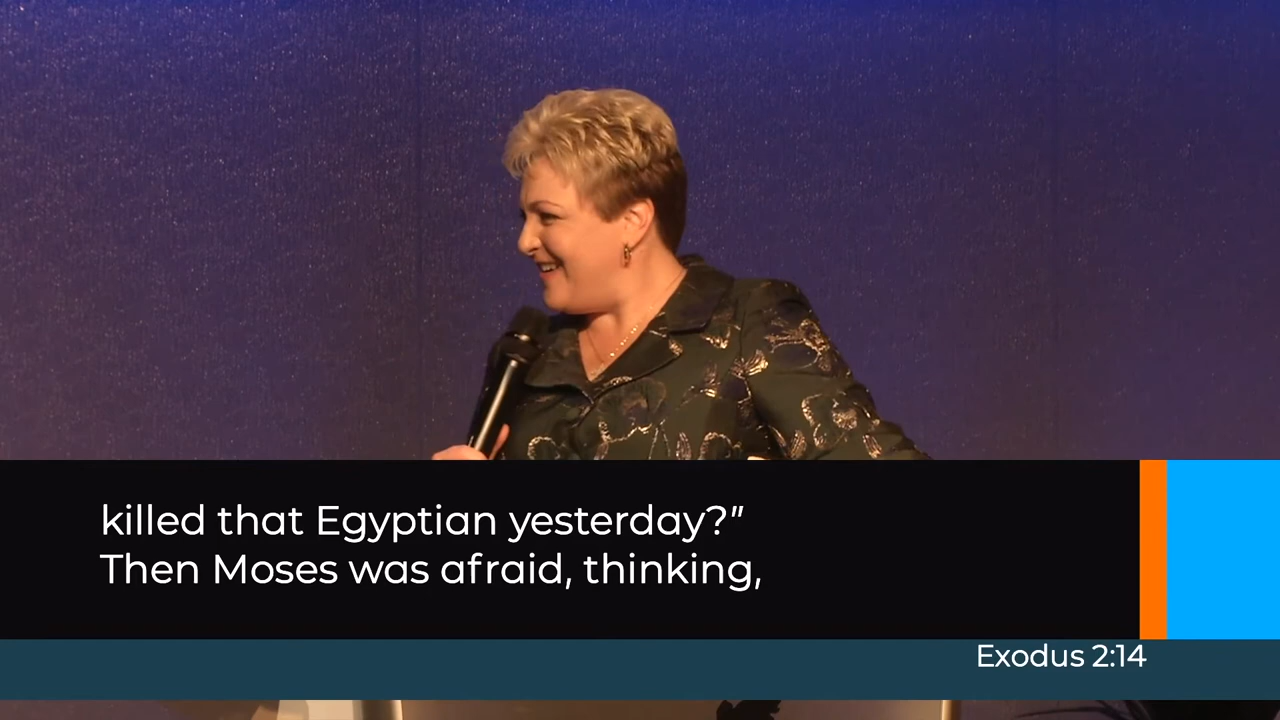 killed that Egyptian yesterday?”
Then Moses was afraid, thinking,
Exodus 2:14